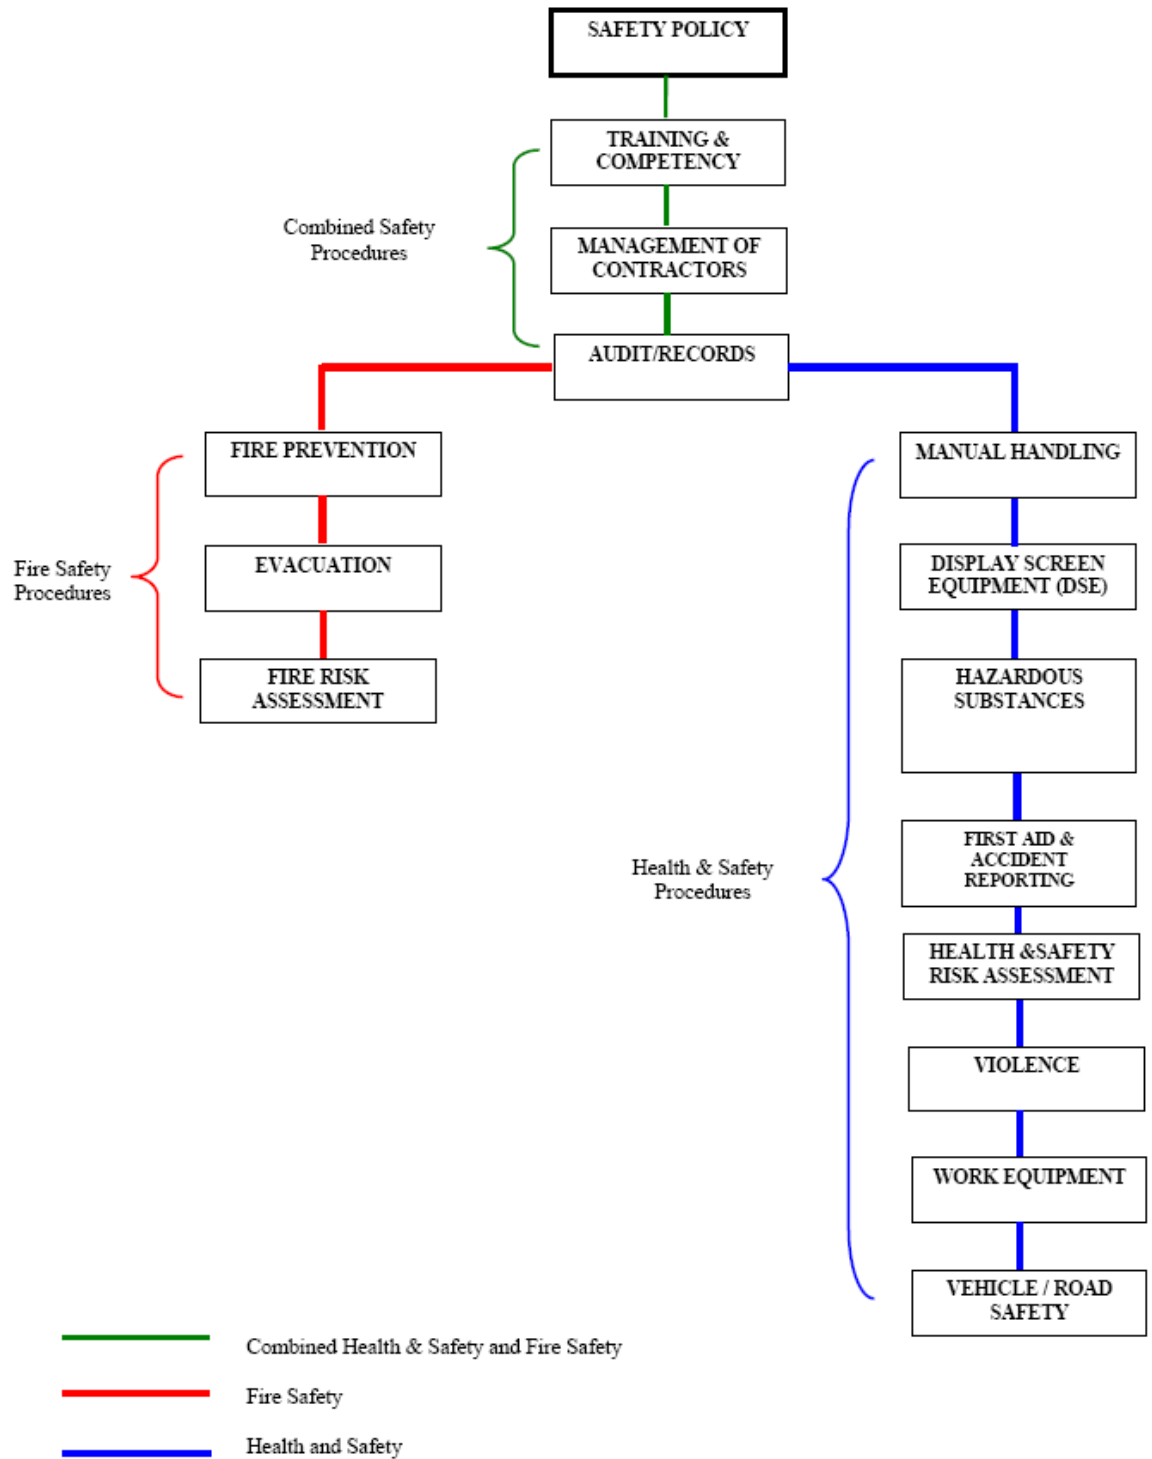 SAFETY POLICY
TRAINING &
COMPETENCY
Combined Safety
Procedures
MANAGEMENT OF
CONTRACTORS
AUDIT/RECORDS
FIRE PREVENTION
EVACUATION
Fire Safety
Procedures
FIRE RISK
ASSESSMENT
MANUAL HANDLING
DISPLAY SCREEN
EQUIPMENT (DSE)
HAZARDOUS
SUBSTANCES
Health & Safety
Procedures
FIRST AID &
ACCIDENT
REPORTING
HEALTH &SAFETY
RISK ASSESSMENT
VIOLENCE
WORK EQUIPMENT
VEHICLE / ROAD
SAFETY
Combined Health & Safety and Fire Safety
Fire Safety
Health and Safety